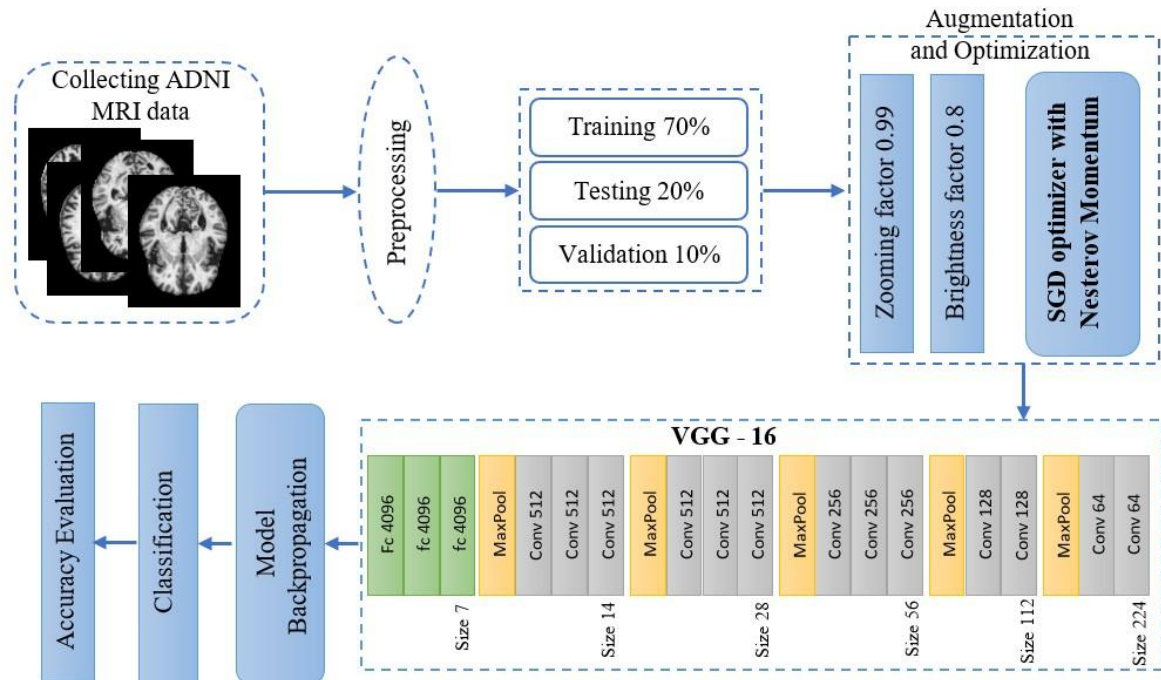 Collecting ADNI
MRI data
Preprocessing
Training 70%
Testing 20%
Validation 10%
Augmentation
and Optimization
Zooming factor 0.99
Brightness factor 0.8
SGD optimizer with
Nesterov Momentum
VGG - 16
Fc 4096
fc 4096
fc 4096
MaxPool
Conv 512
Conv 512
Conv 512
MaxPool
Conv 512
Conv 512
Conv 512
MaxPool
Conv 256
Conv 256
Conv 256
MaxPool
Conv 128
Conv 128
MaxPool
Conv 64
Conv 64
Size 7
Size 14
Size 28
Size 56
Size 112
Size 224
Model
Backpropagation
Classification
Accuracy Evaluation